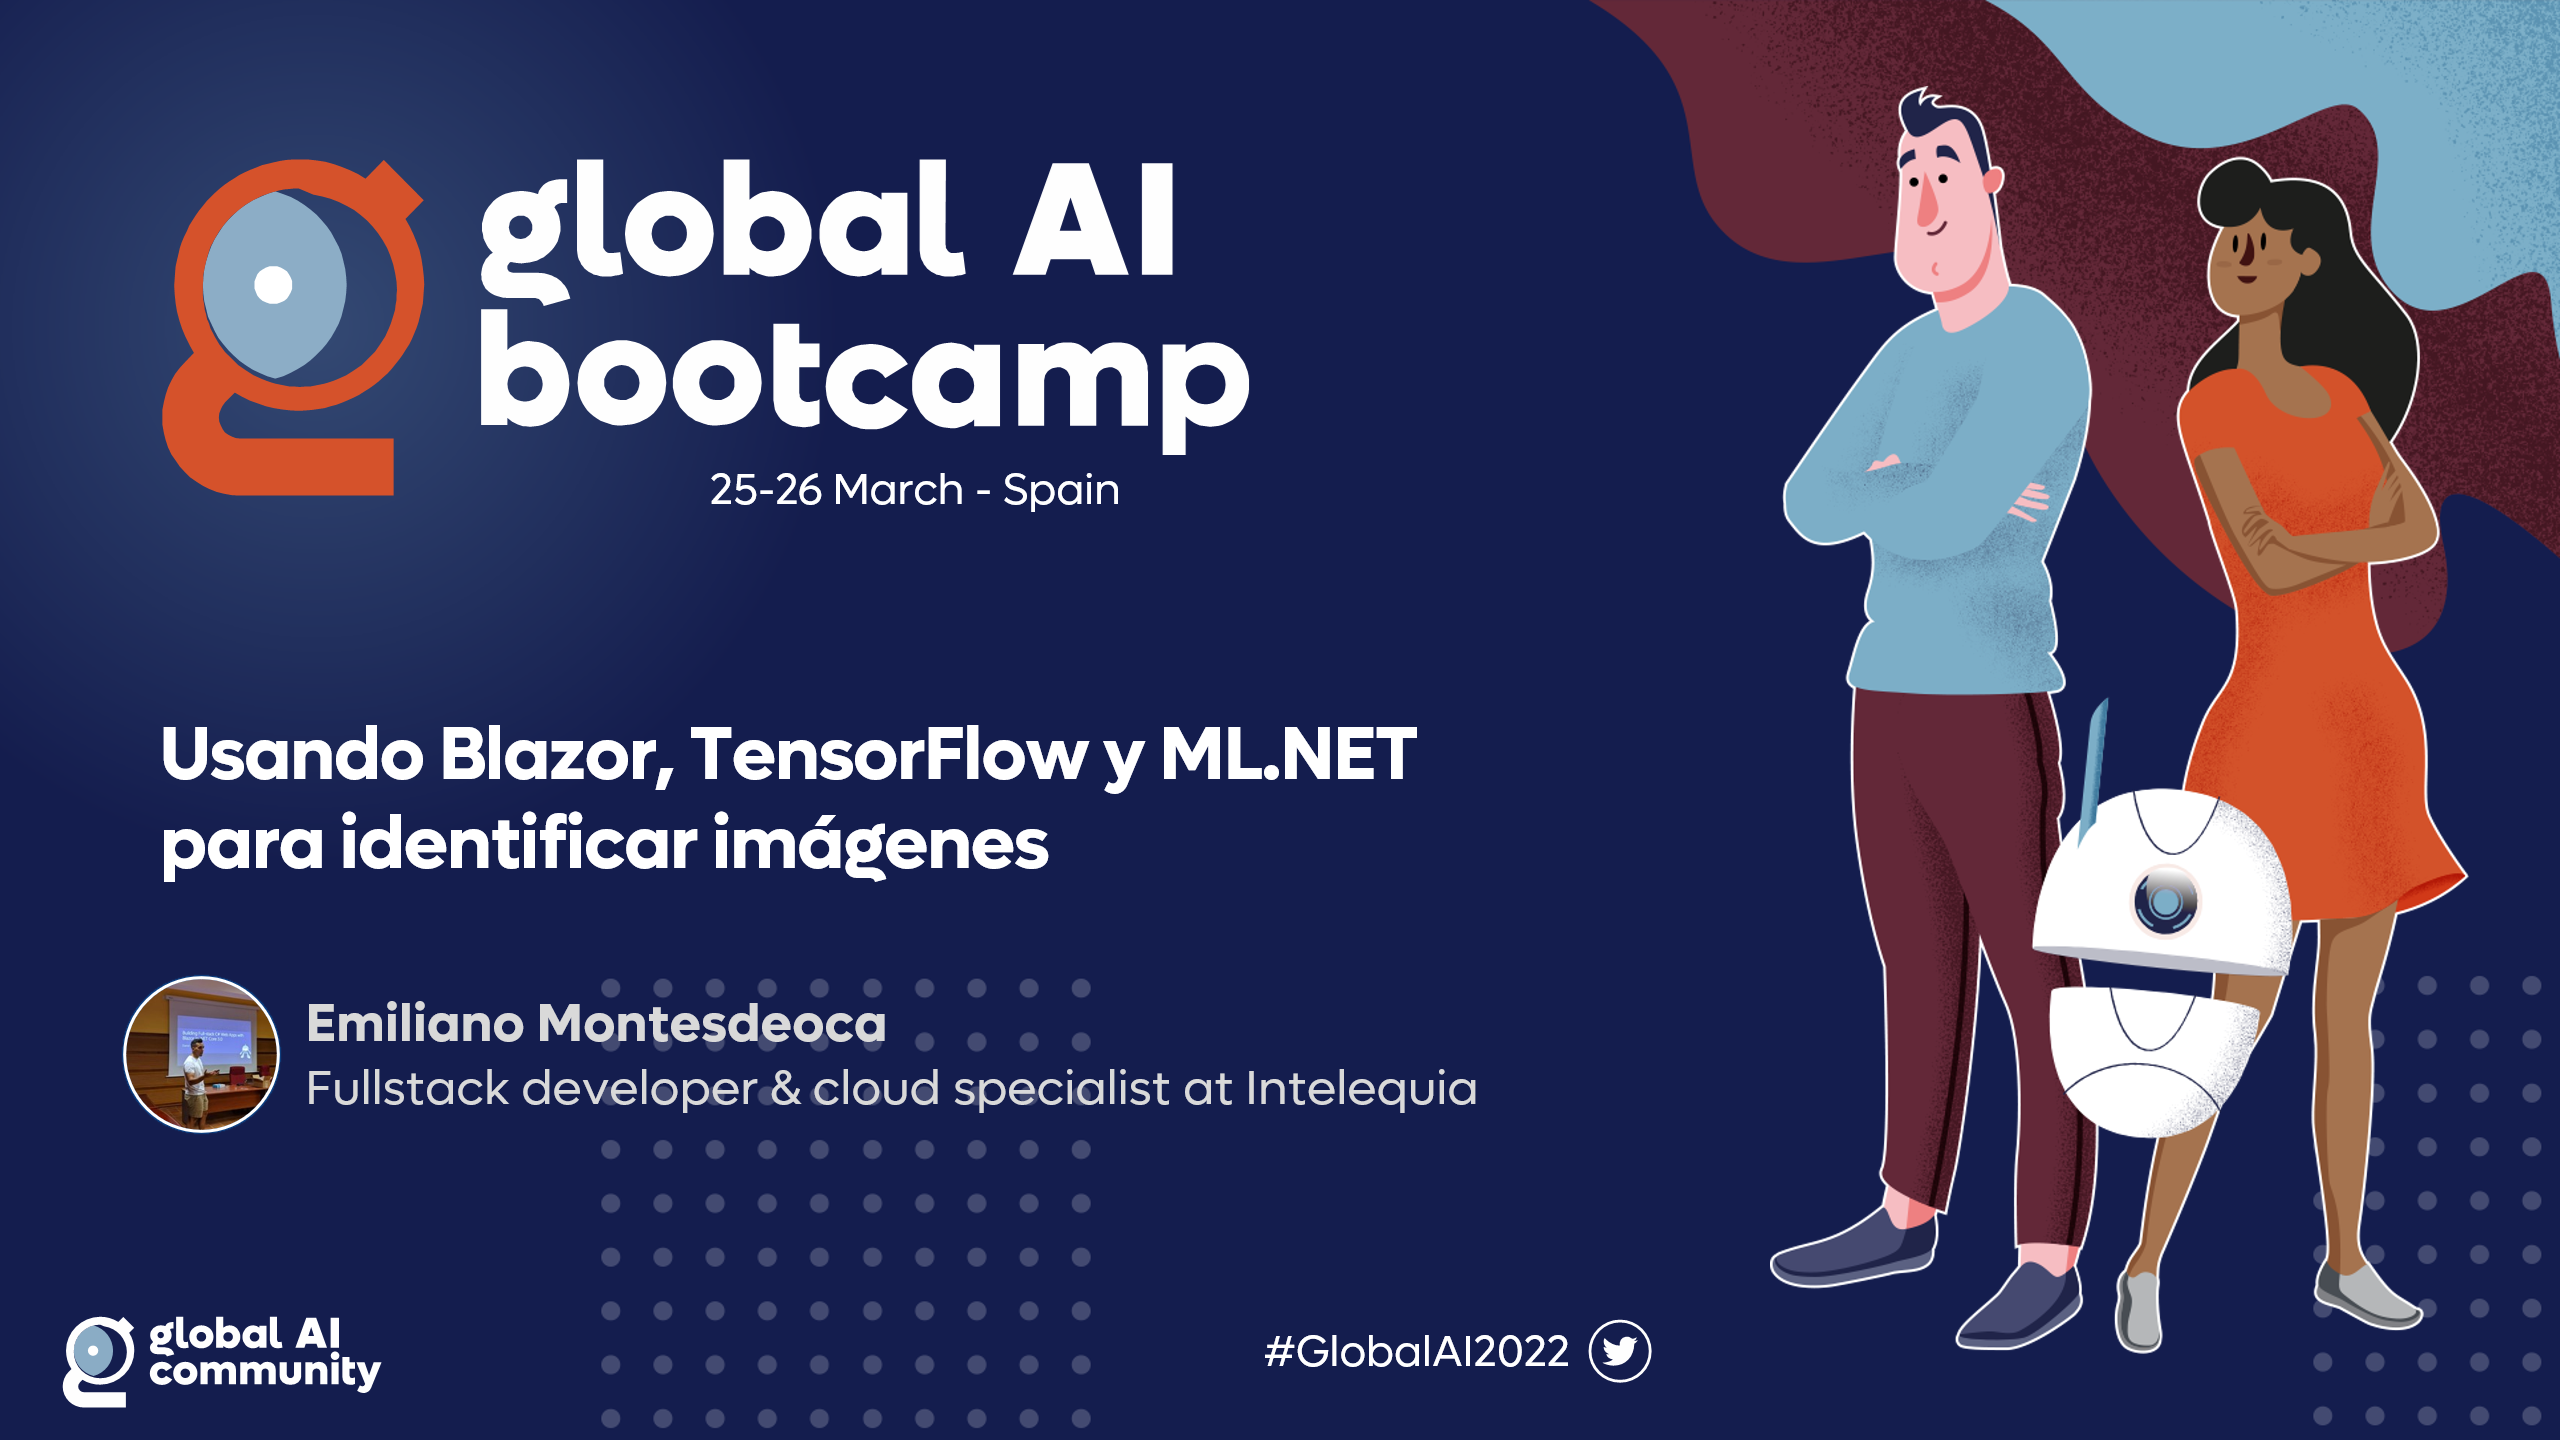 global AI
bootcamp
25-26 March - Spain
Usando Blazor, TensorFlow y ML.NET
para identificar imágenes
Emiliano Montesdeoca
Fullstack developer & cloud specialist at Intelequia
global AI
community
#GlobalAI2022